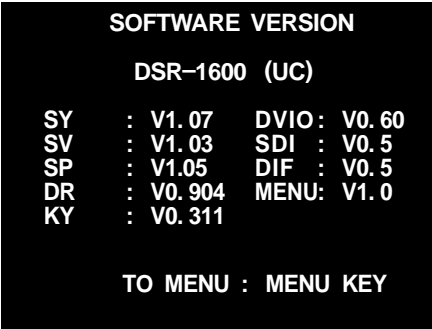 SOFTWARE VERSION
DSR-1600 (UC)
SY : V1.07 DVIO: V0.60
SV : V1.03 SDI : V0.5
SP : V1.05 DIF : V0.5
DR : V0.904 MENU: V1.0
KY : V0.311
TO MENU : MENU KEY